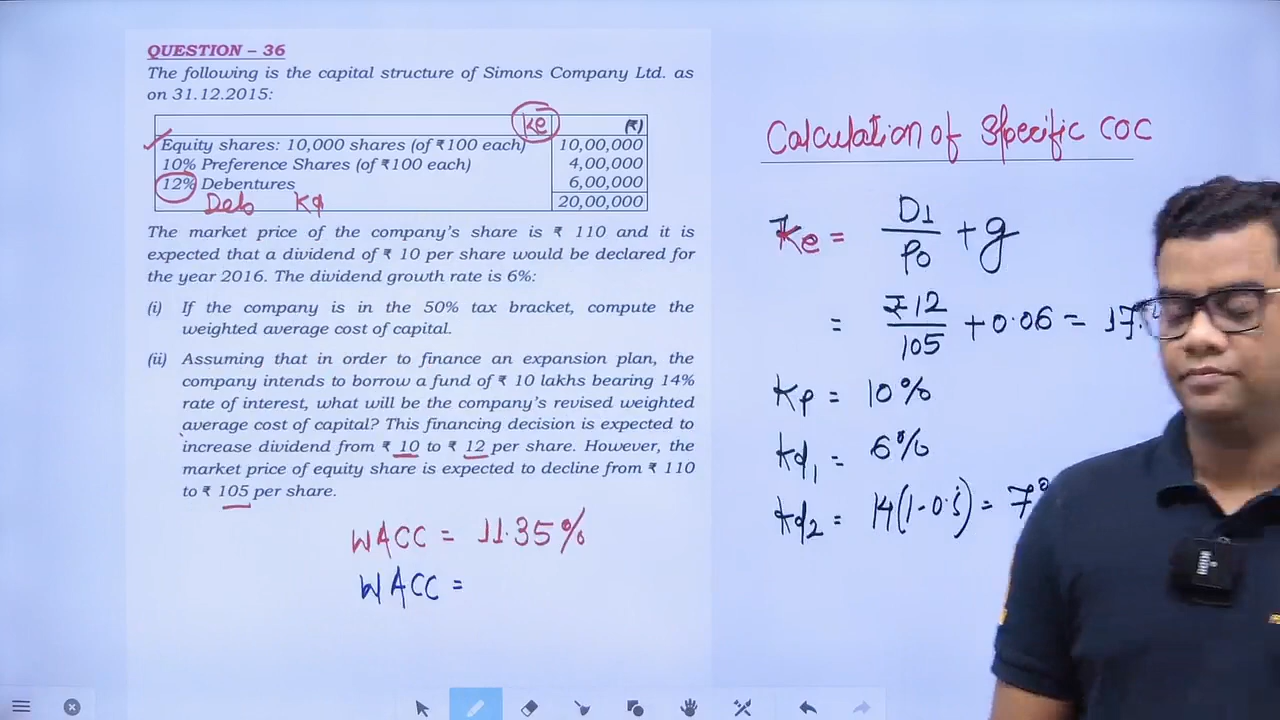 QUESTION – 36
The following is the capital structure of Simons Company Ltd. as
on 31.12.2015:
Ke (₹)
Equity shares: 10,000 shares (of ₹100 each) 10,00,000
10% Preference Shares (of ₹100 each) 4,00,000
12% Debentures 6,00,000
Deb Kd 20,00,000
The market price of the company's share is ₹ 110 and it is
expected that a dividend of ₹ 10 per share would be declared for
the year 2016. The dividend growth rate is 6%:
(i) If the company is in the 50% tax bracket, compute the
weighted average cost of capital.
(ii) Assuming that in order to finance an expansion plan, the
company intends to borrow a fund of ₹ 10 lakhs bearing 14%
rate of interest, what will be the company's revised weighted
average cost of capital? This financing decision is expected to
increase dividend from ₹ 10 to ₹ 12 per share. However, the
market price of equity share is expected to decline from ₹ 110
to ₹ 105 per share.
WACC = 11.35%
WACC =
Calculation of Specific COC
Ke = D1/P0 + g
= ₹12/105 + 0.06 = 17.
Kp = 10%
Kd1 = 6%
Kd2 = 14(1-0.5) = 7